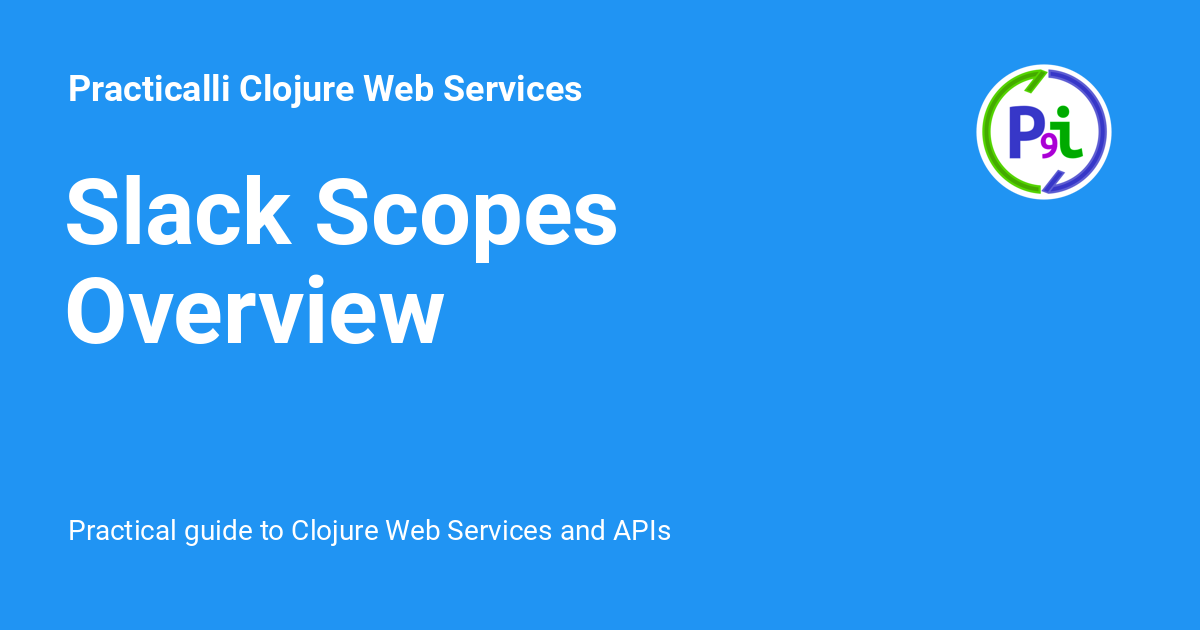 Practicalli Clojure Web Services
P9i
Slack Scopes
Overview
Practical guide to Clojure Web Services and APIs